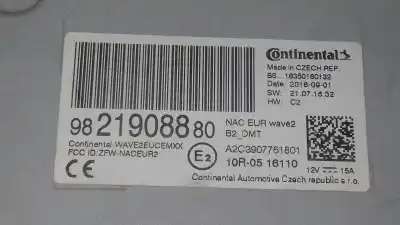 Continental
Made in CZECH REP.
BS... 18350180132
Date: 2018-09-01
SW: 21.07.16.32
HW: C2
98 219088 80
NAC EUR wave2
B2_OMT
Continental WAVE2EUCEMXX
FCC ID:ZFW-NACEUR2
A2C3907761801
CE
E2
10R-05 16110
12V 15A
Continental Automotive Czech republic s.r.o.